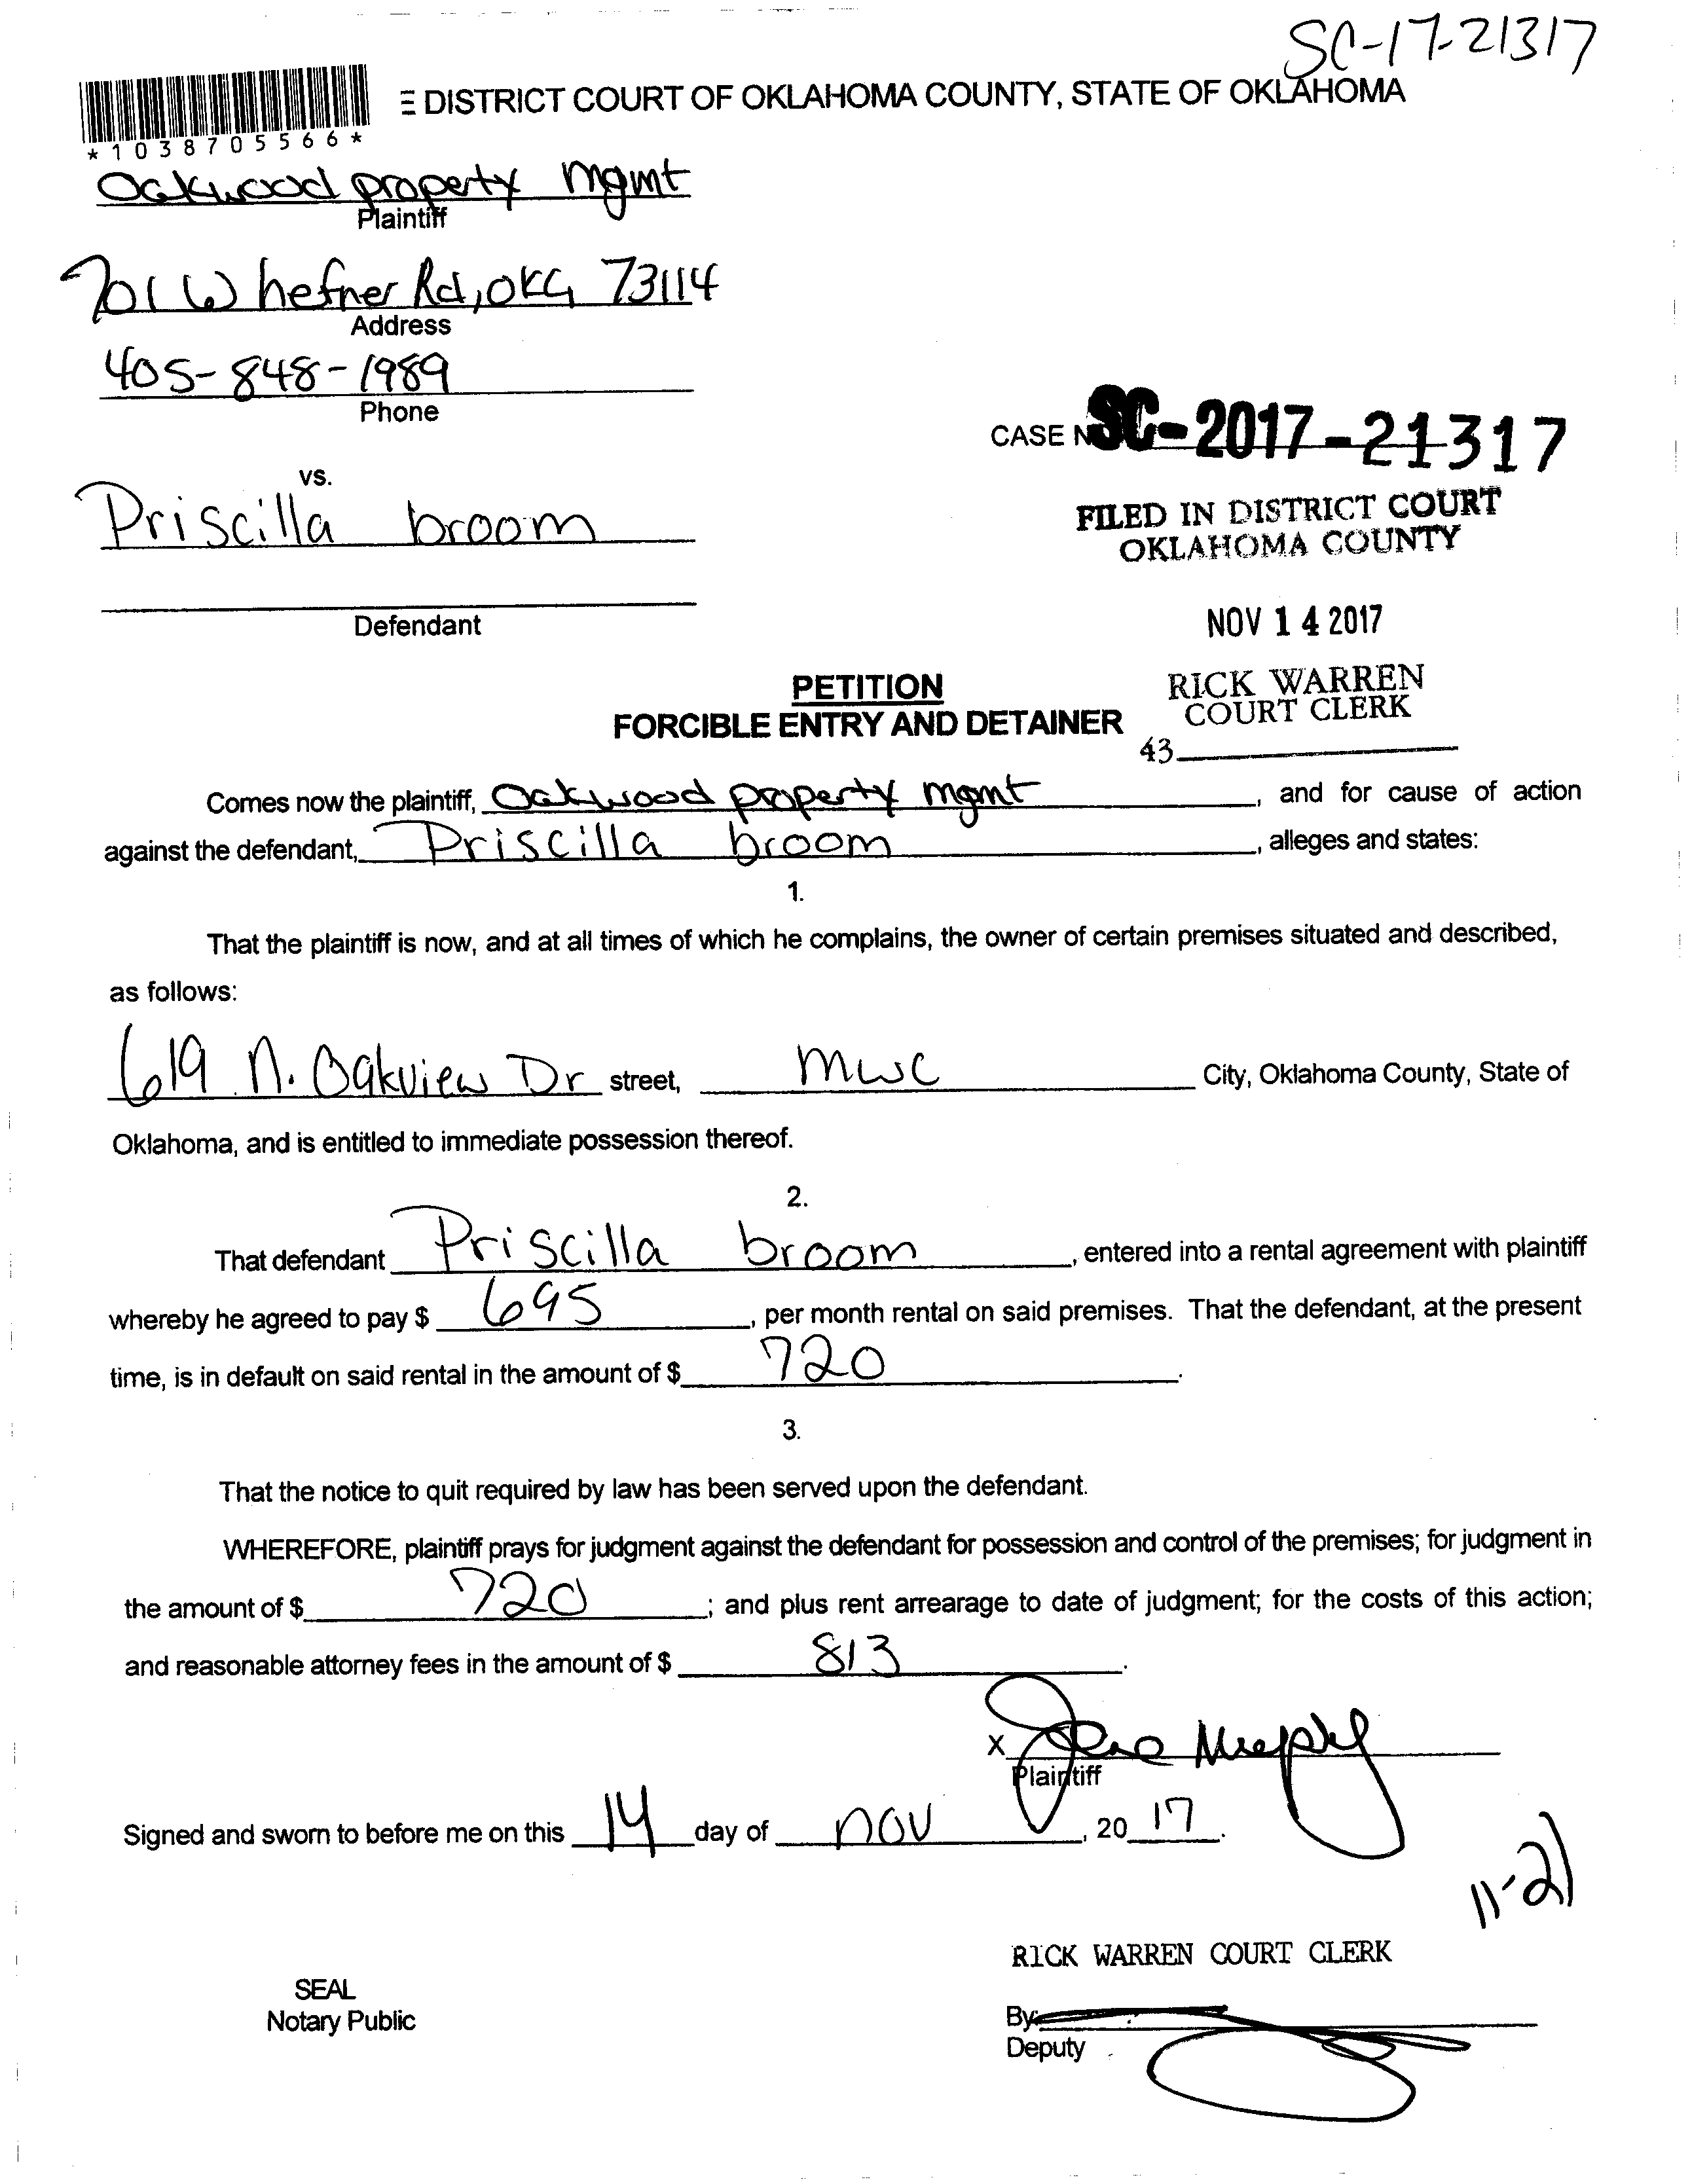 SC-17-21317
E DISTRICT COURT OF OKLAHOMA COUNTY, STATE OF OKLAHOMA
*1038705566*
Oakwood property mgmt
Plaintiff
701 W hefner Rd, OKC, 73114
Address
405-848-1989
Phone
CASE N SC-2017-21317
vs.
Priscilla broom
FILED IN DISTRICT COURT
OKLAHOMA COUNTY
Defendant
NOV 14 2017
PETITION
FORCIBLE ENTRY AND DETAINER
RICK WARREN
COURT CLERK
43
Comes now the plaintiff, Oakwood property mgmt, and for cause of action
against the defendant, Priscilla broom, alleges and states:
1.
That the plaintiff is now, and at all times of which he complains, the owner of certain premises situated and described,
as follows:
619 N. Oakview Dr street, mwc City, Oklahoma County, State of
Oklahoma, and is entitled to immediate possession thereof.
2.
That defendant Priscilla broom, entered into a rental agreement with plaintiff
whereby he agreed to pay $ 695, per month rental on said premises. That the defendant, at the present
time, is in default on said rental in the amount of $ 720.
3.
That the notice to quit required by law has been served upon the defendant.
WHEREFORE, plaintiff prays for judgment against the defendant for possession and control of the premises; for judgment in
the amount of $ 720; and plus rent arrearage to date of judgment; for the costs of this action;
and reasonable attorney fees in the amount of $ 813.
X
Plaintiff
Signed and sworn to before me on this 14 day of nov, 20 17.
11-21
RICK WARREN COURT CLERK
SEAL
Notary Public
By:
Deputy